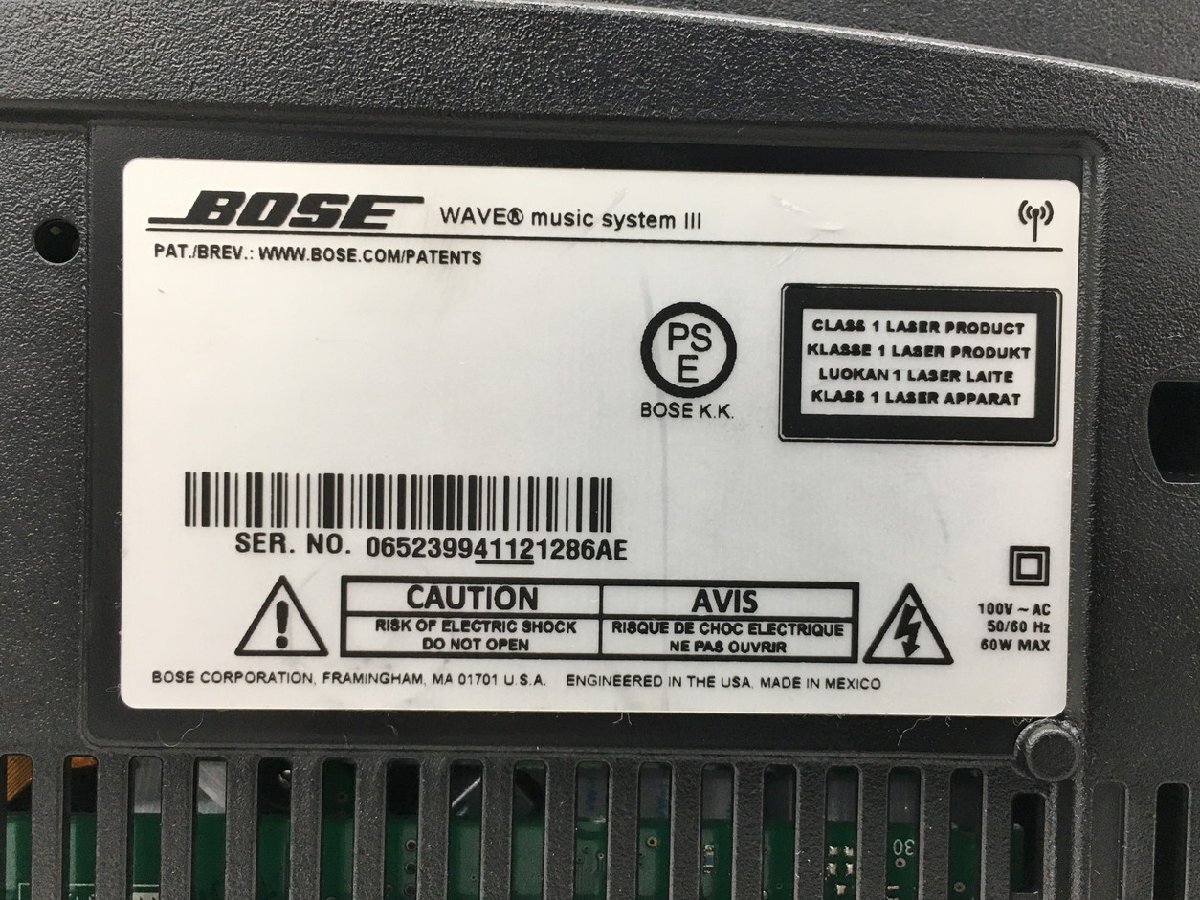 BOSE WAVE® music system III
PAT./BREV.: WWW.BOSE.COM/PATENTS
PS
E
BOSE K.K.
CLASS 1 LASER PRODUCT
KLASSE 1 LASER PRODUKT
LUOKAN 1 LASER LAITE
KLASS 1 LASER APPARAT
SER. NO. 065239941121286AE
CAUTION
RISK OF ELECTRIC SHOCK
DO NOT OPEN
AVIS
RISQUE DE CHOC ELECTRIQUE
NE PAS OUVRIR
100V ~ AC
50/60 Hz
60W MAX
BOSE CORPORATION, FRAMINGHAM, MA 01701 U.S.A. ENGINEERED IN THE USA. MADE IN MEXICO
30